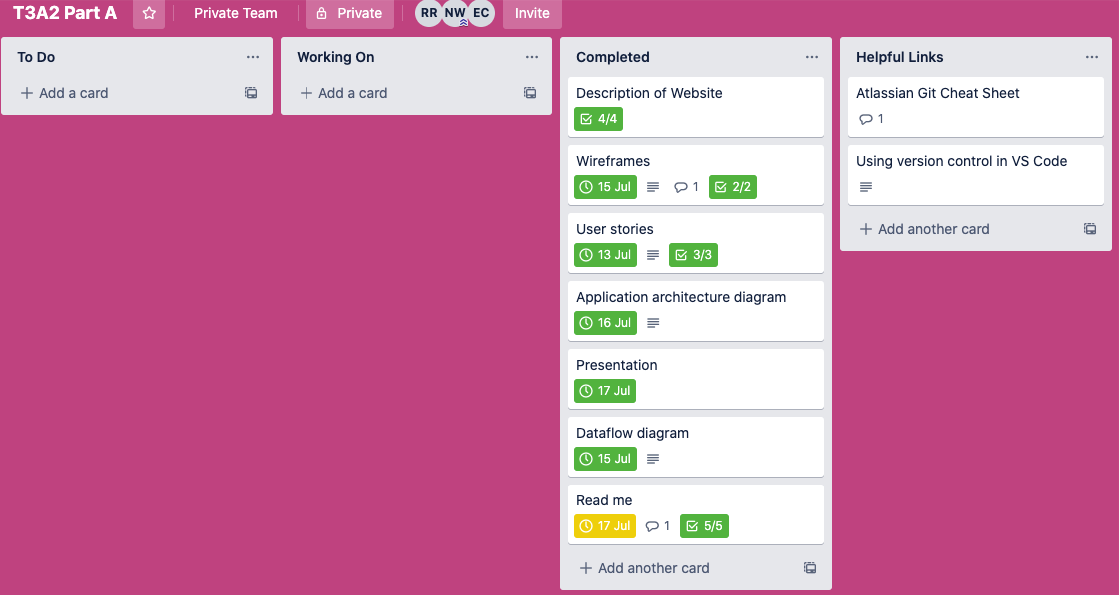 T3A2 Part A Private Team Private RR NW EC Invite
To Do
Add a card
Working On
Add a card
Completed
Description of Website
4/4
Wireframes
15 Jul 1 2/2
User stories
13 Jul 3/3
Application architecture diagram
16 Jul
Presentation
17 Jul
Dataflow diagram
15 Jul
Read me
17 Jul 1 5/5
Add another card
Helpful Links
Atlassian Git Cheat Sheet
1
Using version control in VS Code
Add another card